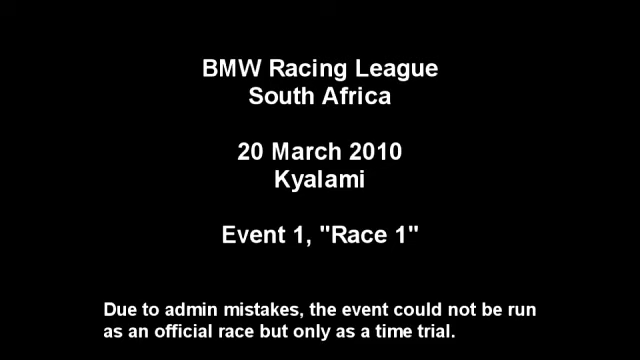 BMW Racing League
South Africa
20 March 2010
Kyalami
Event 1, "Race 1"
Due to admin mistakes, the event could not be run
as an official race but only as a time trial.